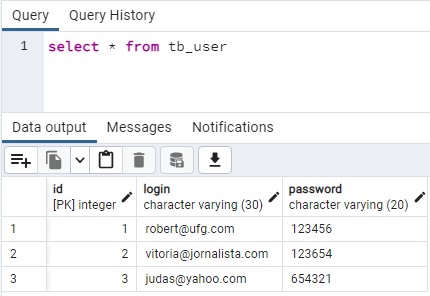 Query Query History
1 select * from tb_user
Data output Messages Notifications
id login password
[PK] integer character varying (30) character varying (20)
1 1 robert@ufg.com 123456
2 2 vitoria@jornalista.com 123654
3 3 judas@yahoo.com 654321